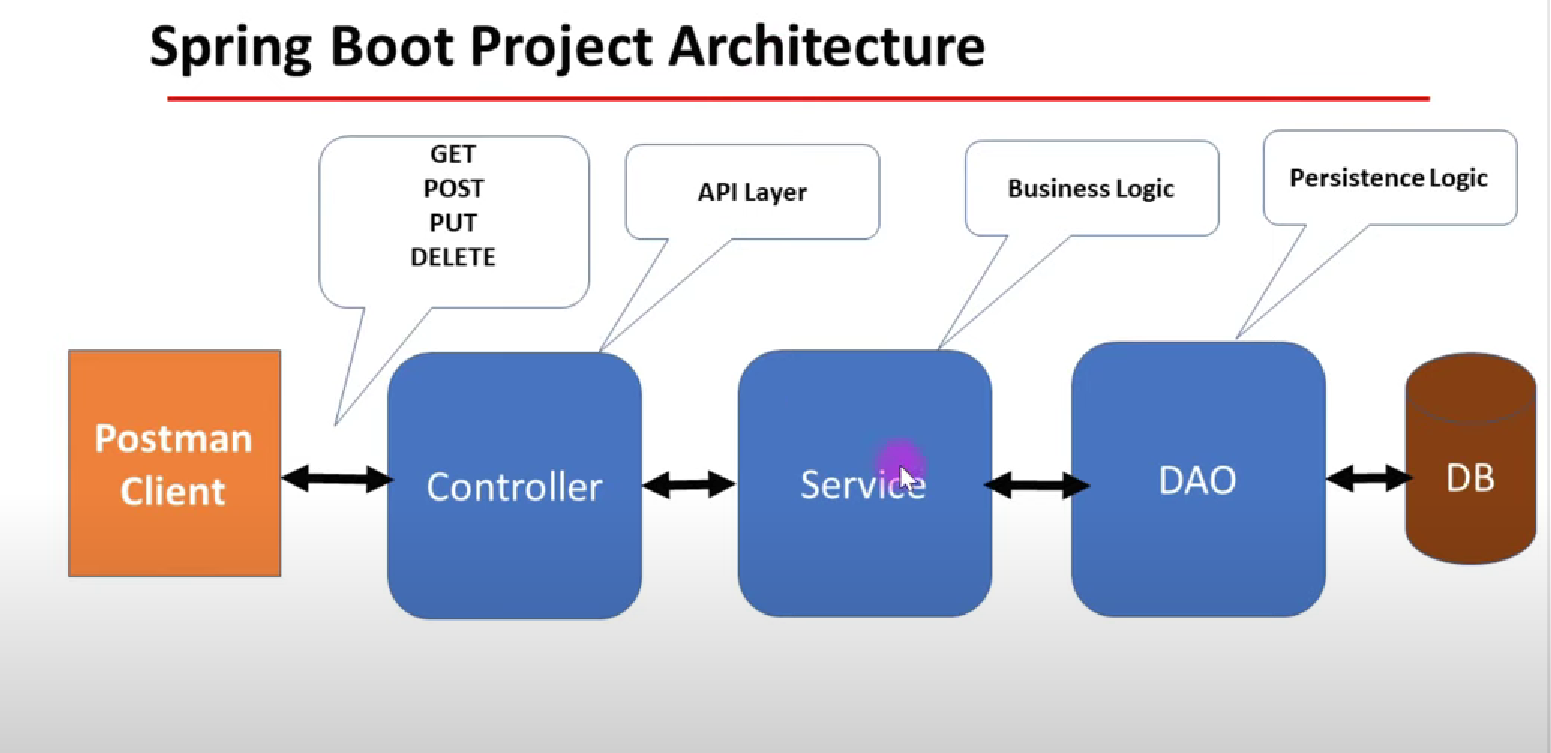 Spring Boot Project Architecture
GET
POST
PUT
DELETE
API Layer
Business Logic
Persistence Logic
Postman
Client
Controller
Service
DAO
DB